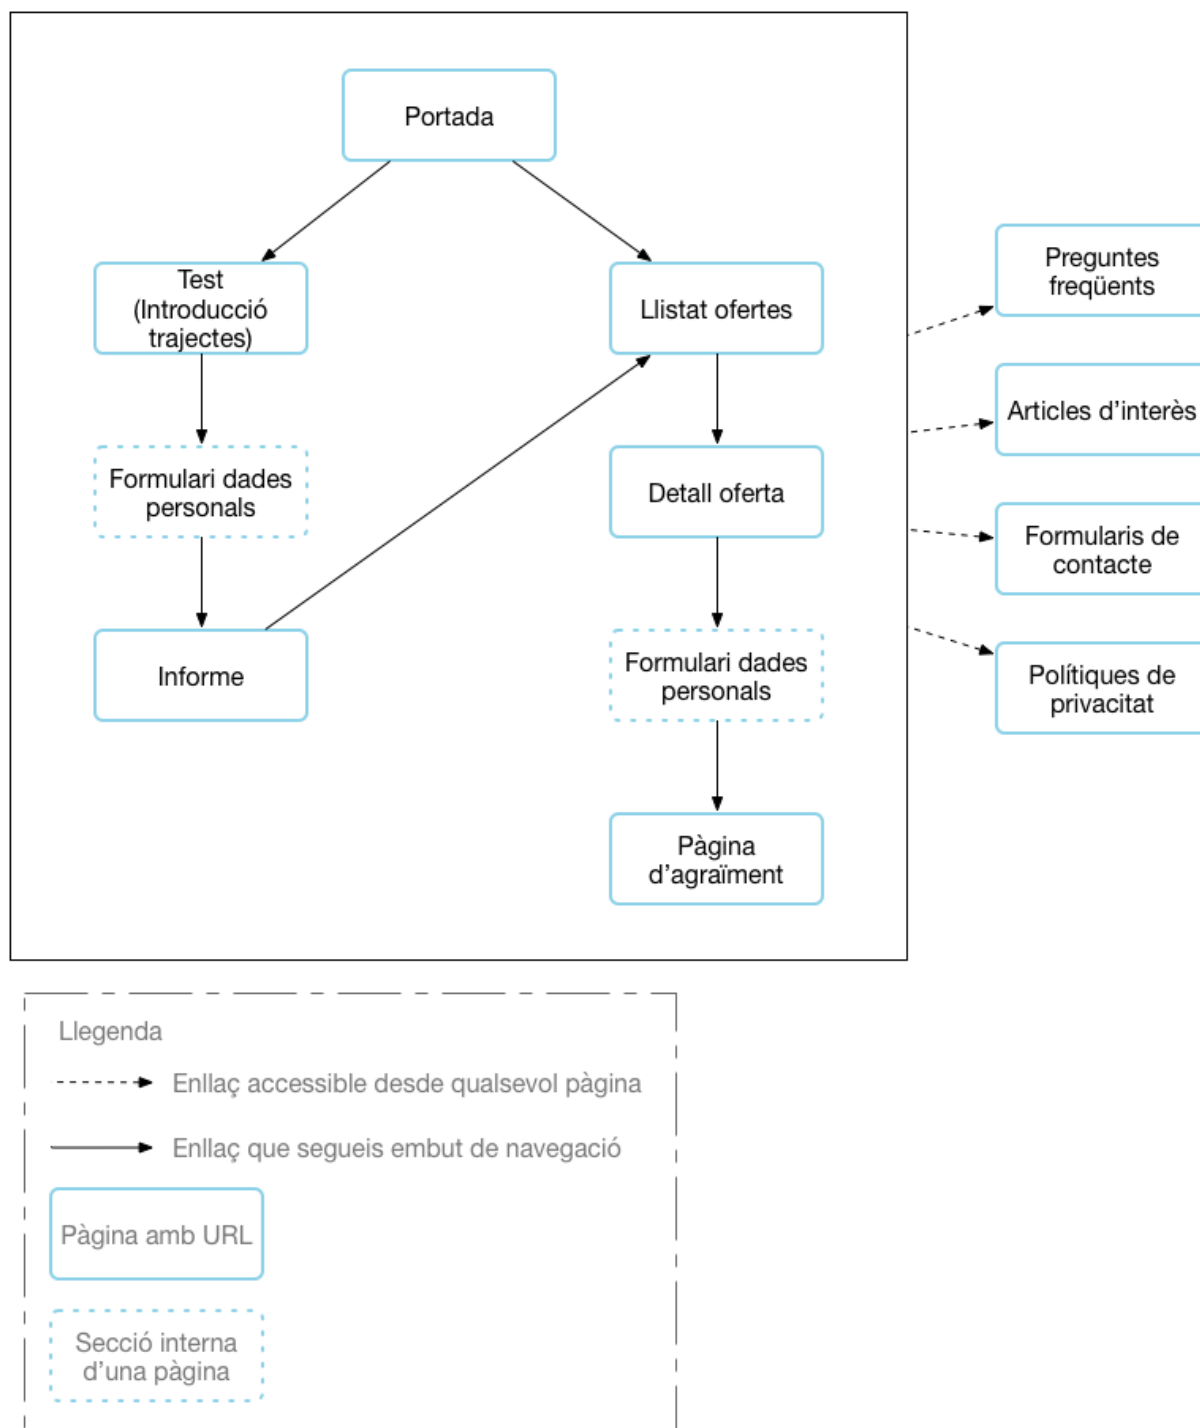 Portada
Test
(Introducció
trajectes)
Llistat ofertes
Preguntes
freqüents
Articles d’interès
Formulari dades
personals
Detall oferta
Formularis de
contacte
Informe
Formulari dades
personals
Polítiques de
privacitat
Pàgina
d’agraïment
Llegenda
Enllaç accessible desde qualsevol pàgina
Enllaç que segueis embut de navegació
Pàgina amb URL
Secció interna
d’una pàgina